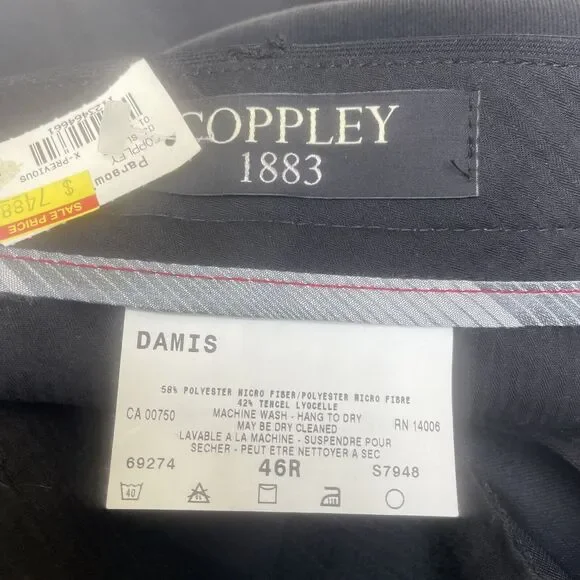 COPPLEY
1883
X-PREVIOUS
COPPLEY
$ 7488
SALE PRICE
DAMIS
58% POLYESTER MICRO FIBER/POLYESTER MICRO FIBRE
42% TENCEL LYOCELLE
CA 00750 MACHINE WASH - HANG TO DRY RN 14006
MAY BE DRY CLEANED
LAVABLE A LA MACHINE - SUSPENDRE POUR
SECHER - PEUT ETRE NETTOYER A SEC
69274 46R S7948
40